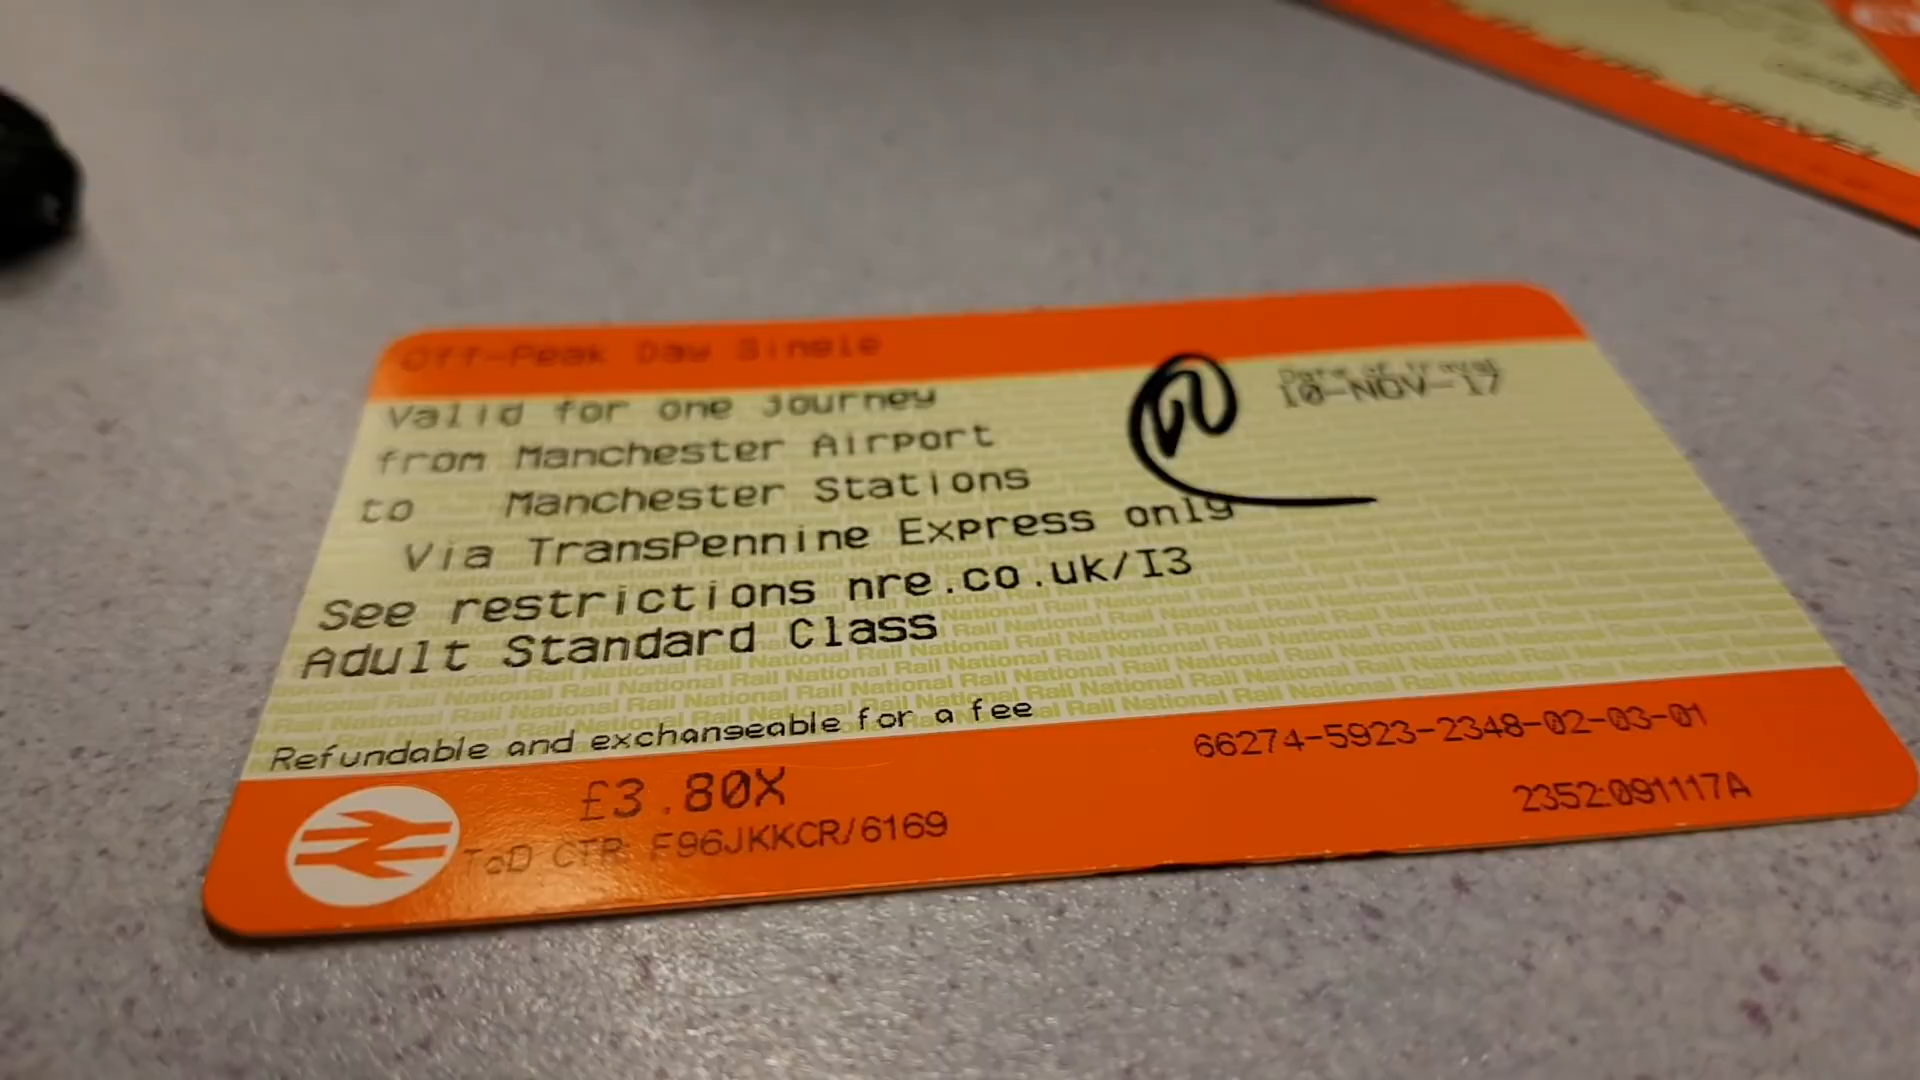 Off-Peak Day Single
Date of travel
10-NOV-17
Valid for one journey
from Manchester Airport
to Manchester Stations
Via TransPennine Express only
See restrictions nre.co.uk/I3
Adult Standard Class
Refundable and exchangeable for a fee
£3.80X
66274-5923-2348-02-03-01
ToD CTR: F96JKKCR/6169
2352:091117A
TRAVEL